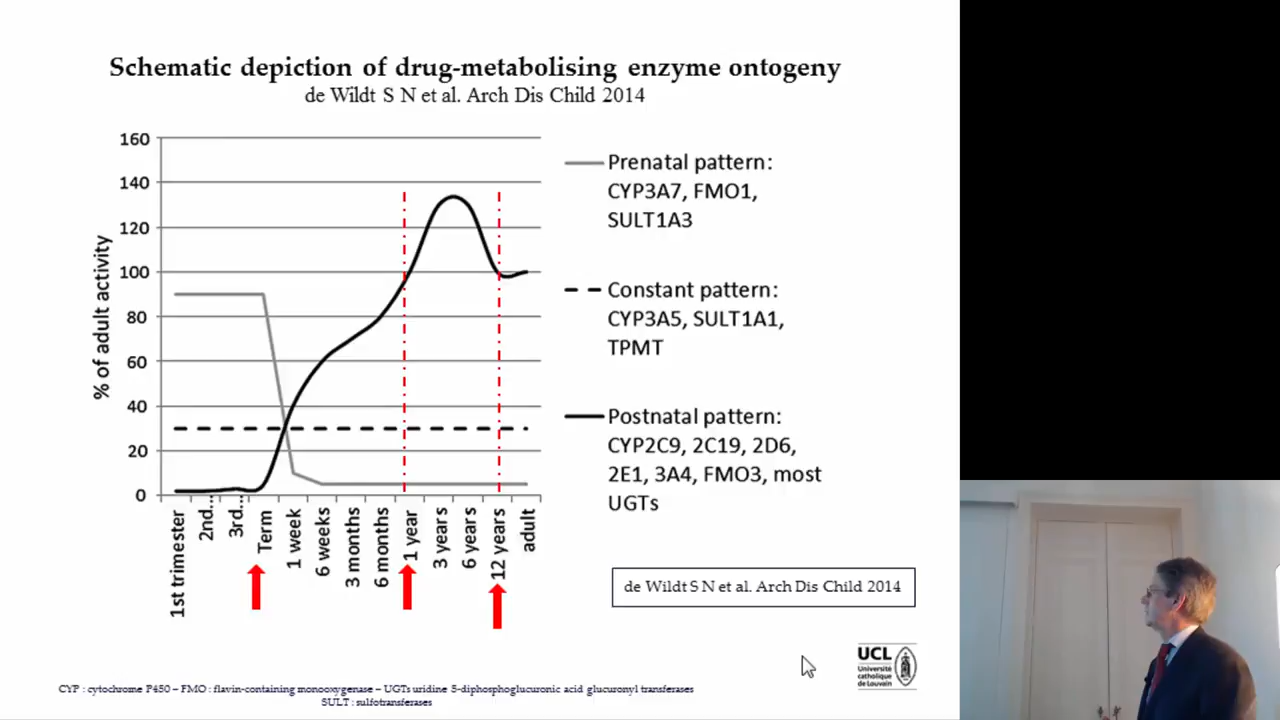 Schematic depiction of drug-metabolising enzyme ontogeny
de Wildt S N et al. Arch Dis Child 2014
% of adult activity
160
140
120
100
80
60
40
20
0
1st trimester
2nd...
3rd...
Term
1 week
6 weeks
3 months
6 months
1 year
3 years
6 years
12 years
adult
Prenatal pattern:
CYP3A7, FMO1,
SULT1A3
Constant pattern:
CYP3A5, SULT1A1,
TPMT
Postnatal pattern:
CYP2C9, 2C19, 2D6,
2E1, 3A4, FMO3, most
UGTs
de Wildt S N et al. Arch Dis Child 2014
UCL
Université
catholique
de Louvain
CYP : cytochrome P450 – FMO : flavin-containing monooxygenase – UGTs uridine 5-diphosphoglucuronic acid glucuronyl transferases
SULT : sulfotransferases